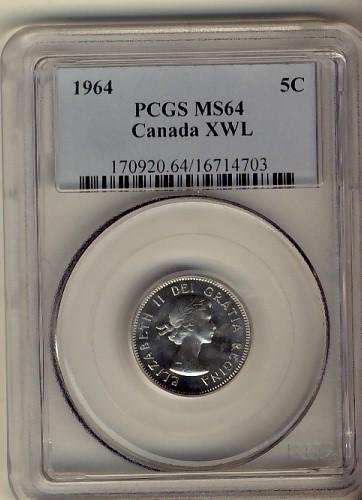 1964 5C
PCGS MS64
Canada XWL
170920.64/16714703
ELIZABETH II DEI GRATIA REGINA